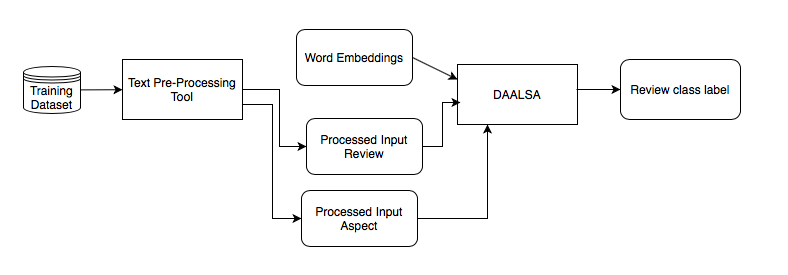 Training
Dataset
Text Pre-Processing
Tool
Word Embeddings
Processed Input
Review
Processed Input
Aspect
DAALSA
Review class label